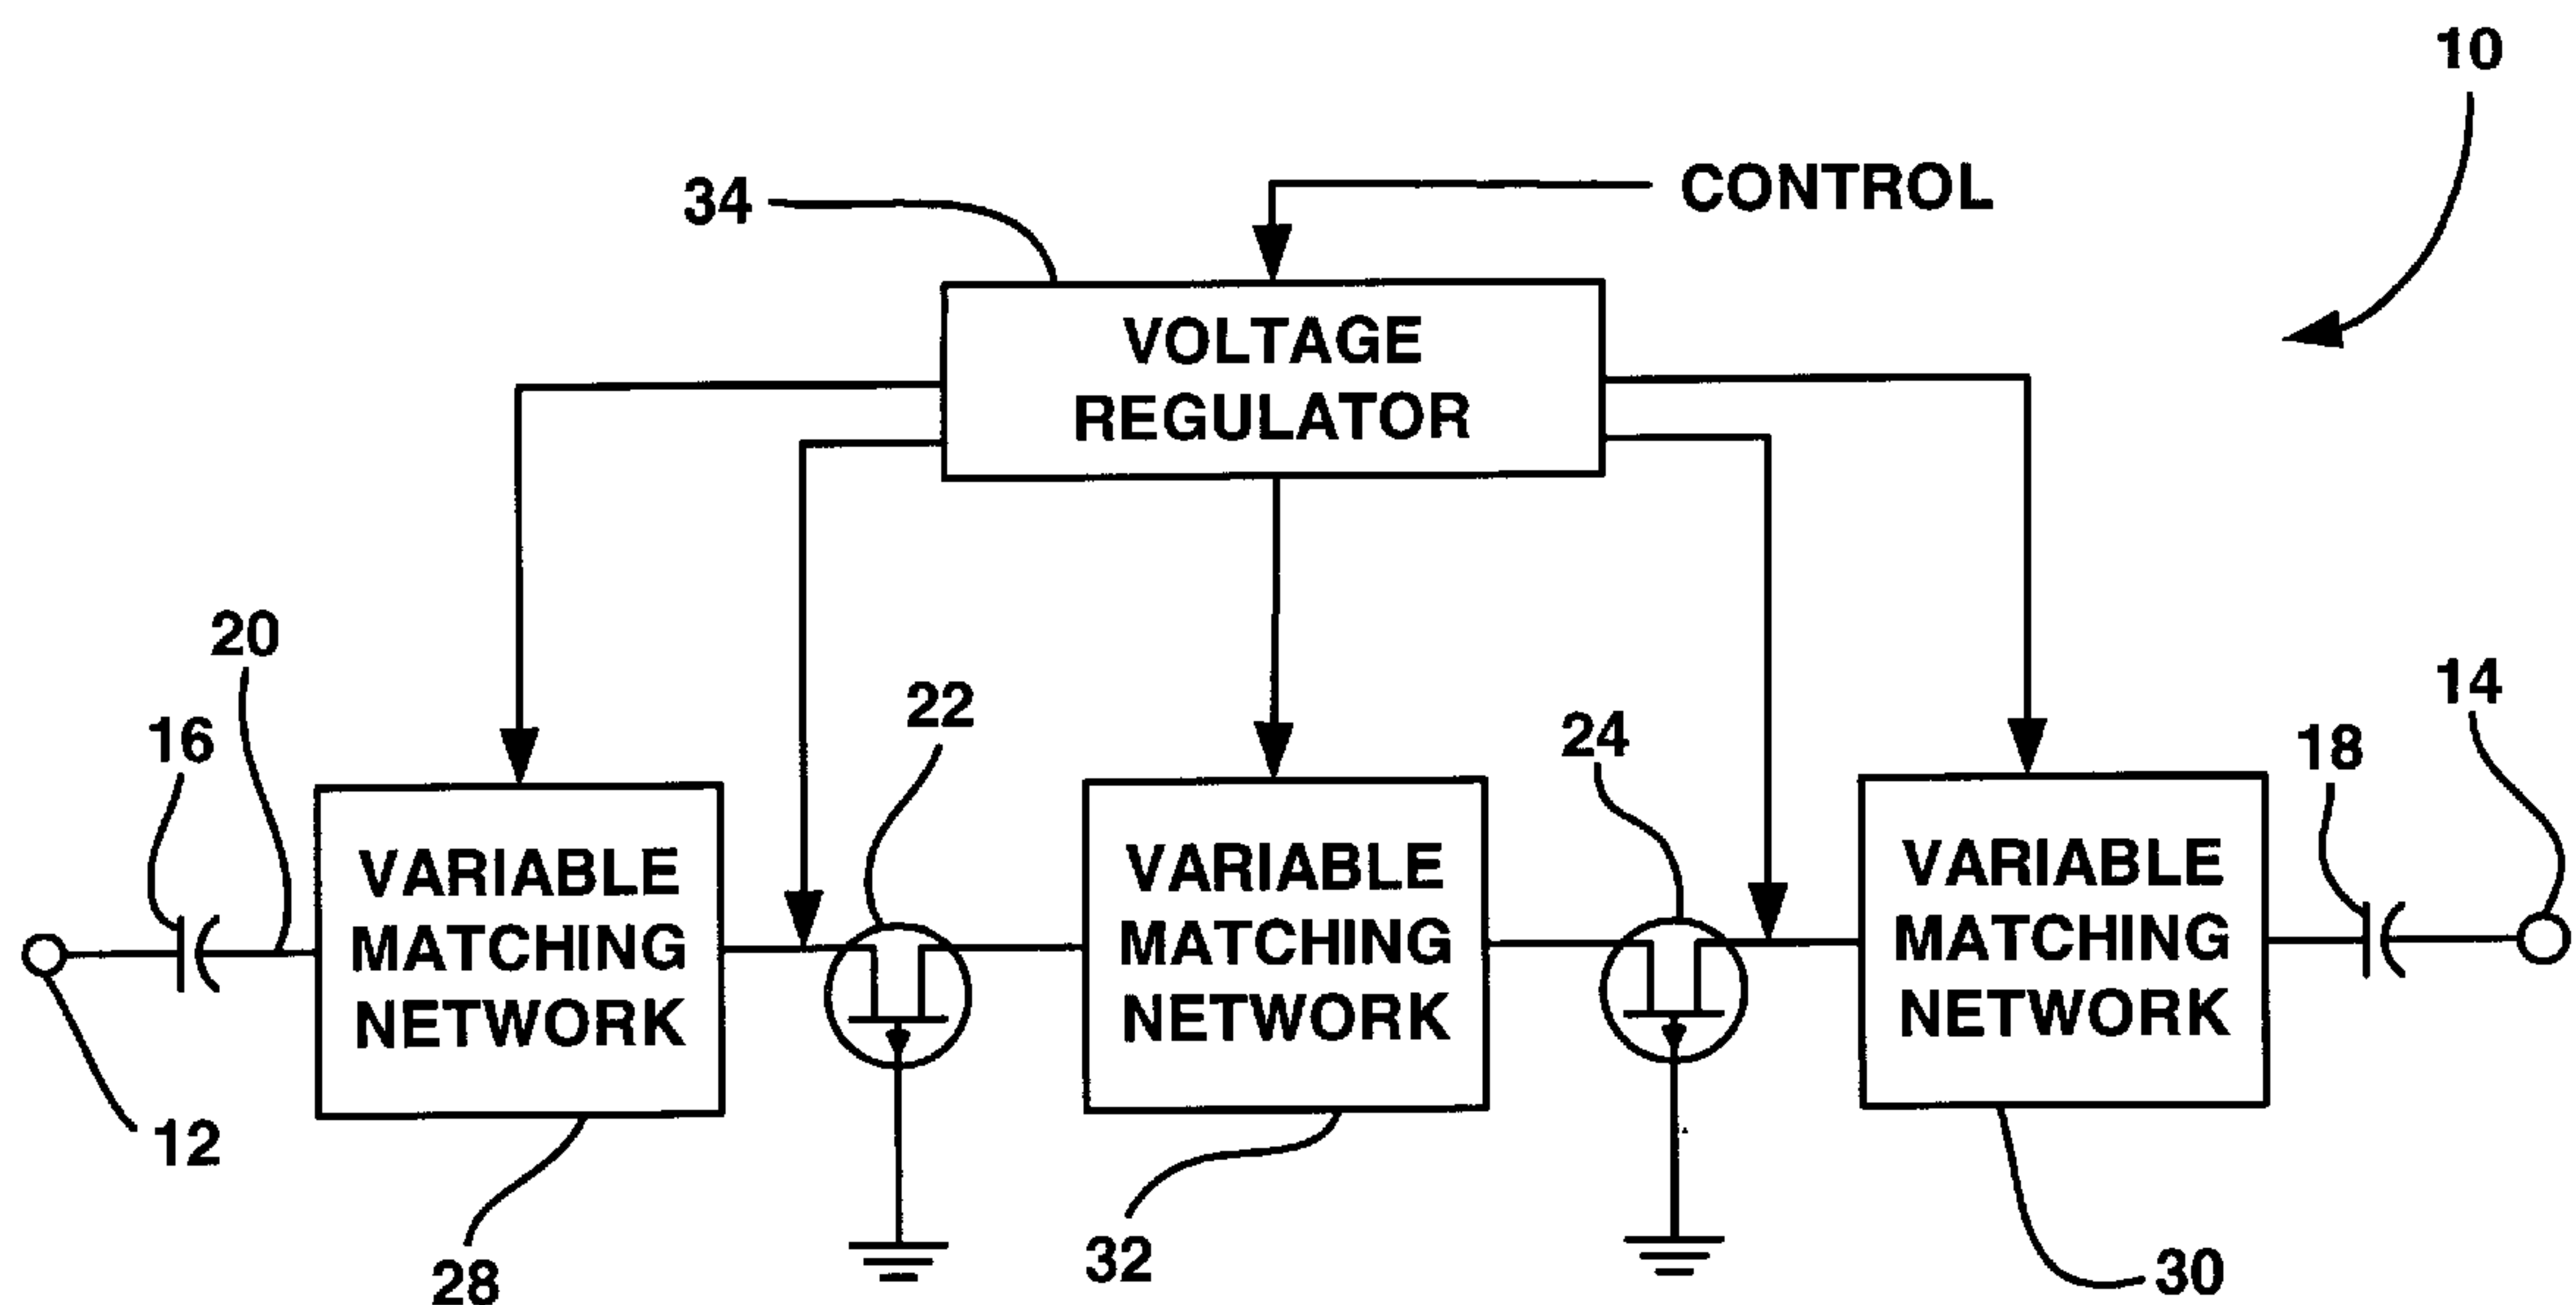 10
CONTROL
34
VOLTAGE
REGULATOR
20
16
22
24
14
18
VARIABLE
MATCHING
NETWORK
VARIABLE
MATCHING
NETWORK
VARIABLE
MATCHING
NETWORK
12
28
32
30